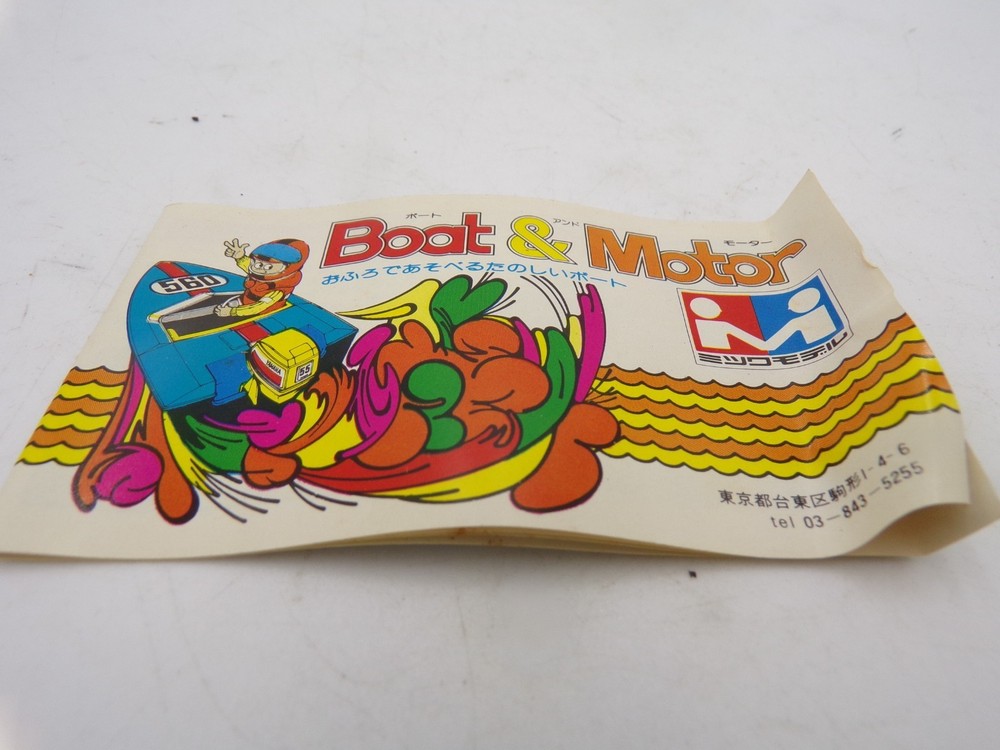 ボート アンド モーター
Boat & Motor
おふろであそべるたのしいボート
560
YAMAHA
55
ミックモデル
東京都台東区駒形1-4-6
tel 03-843-5255